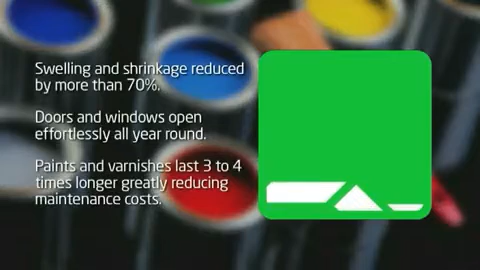 Swelling and shrinkage reduced
by more than 70%.
Doors and windows open
effortlessly all year round.
Paints and varnishes last 3 to 4
times longer greatly reducing
maintenance costs.